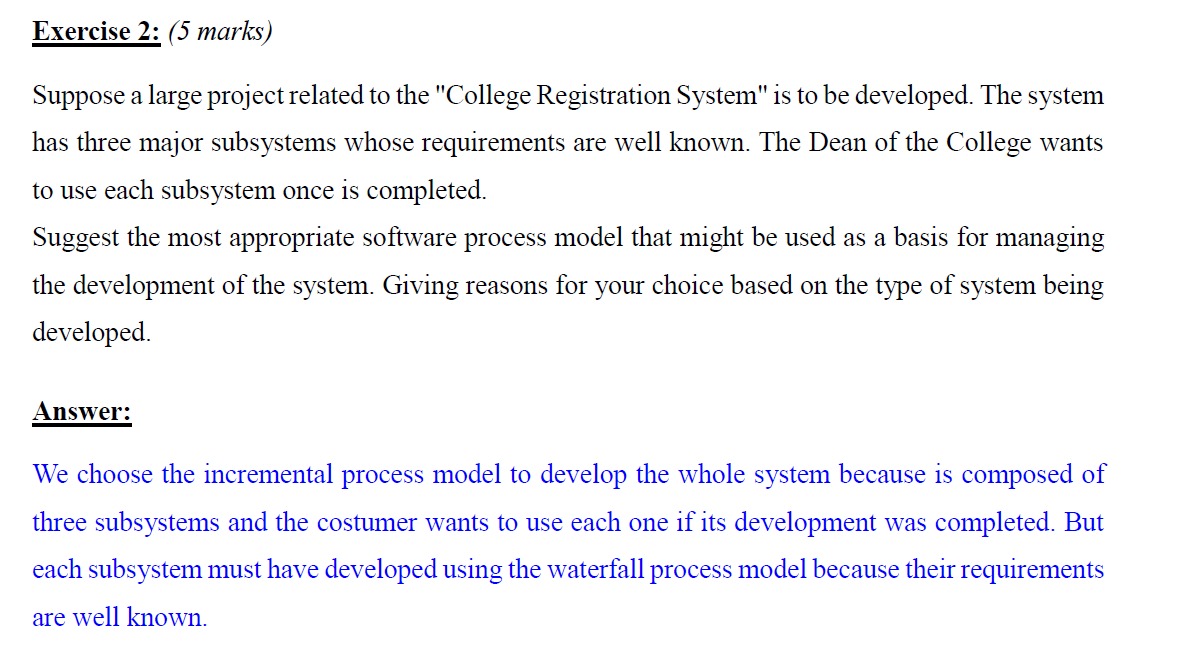 Exercise 2: (5 marks)
Suppose a large project related to the "College Registration System" is to be developed. The system
has three major subsystems whose requirements are well known. The Dean of the College wants
to use each subsystem once is completed.
Suggest the most appropriate software process model that might be used as a basis for managing
the development of the system. Giving reasons for your choice based on the type of system being
developed.
Answer:
We choose the incremental process model to develop the whole system because is composed of
three subsystems and the costumer wants to use each one if its development was completed. But
each subsystem must have developed using the waterfall process model because their requirements
are well known.